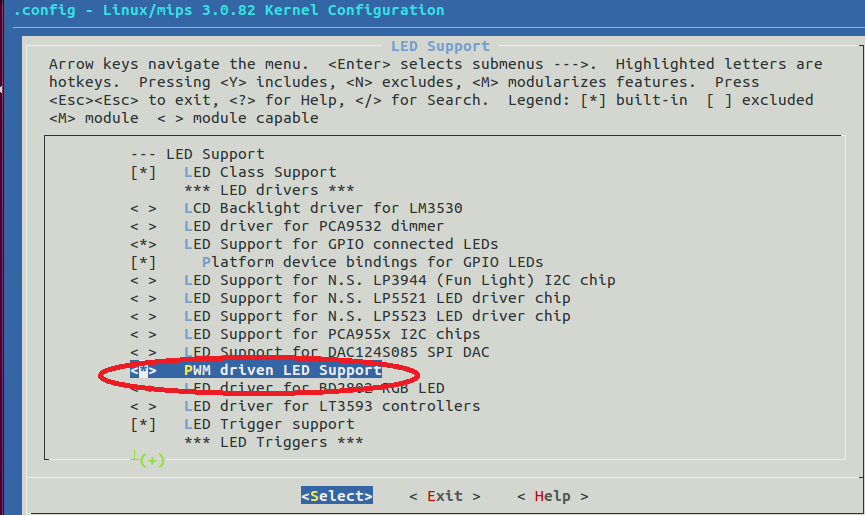 .config - Linux/mips 3.0.82 Kernel Configuration
LED Support
Arrow keys navigate the menu.  <Enter> selects submenus --->.  Highlighted letters are
hotkeys.  Pressing <Y> includes, <N> excludes, <M> modularizes features.  Press
<Esc><Esc> to exit, <?> for Help, </> for Search.  Legend: [*] built-in  [ ] excluded
<M> module  < > module capable
--- LED Support
[*]   LED Class Support
*** LED drivers ***
< >   LCD Backlight driver for LM3530
< >   LED driver for PCA9532 dimmer
<*>   LED Support for GPIO connected LEDs
[*]     Platform device bindings for GPIO LEDs
< >   LED Support for N.S. LP3944 (Fun Light) I2C chip
< >   LED Support for N.S. LP5521 LED driver chip
< >   LED Support for N.S. LP5523 LED driver chip
< >   LED Support for PCA955x I2C chips
< >   LED Support for DAC124S085 SPI DAC
<*>   PWM driven LED Support
< >   LED driver for BD2802 RGB LED
< >   LED driver for LT3593 controllers
[*]   LED Trigger support
*** LED Triggers ***
(+)
<Select>    < Exit >    < Help >